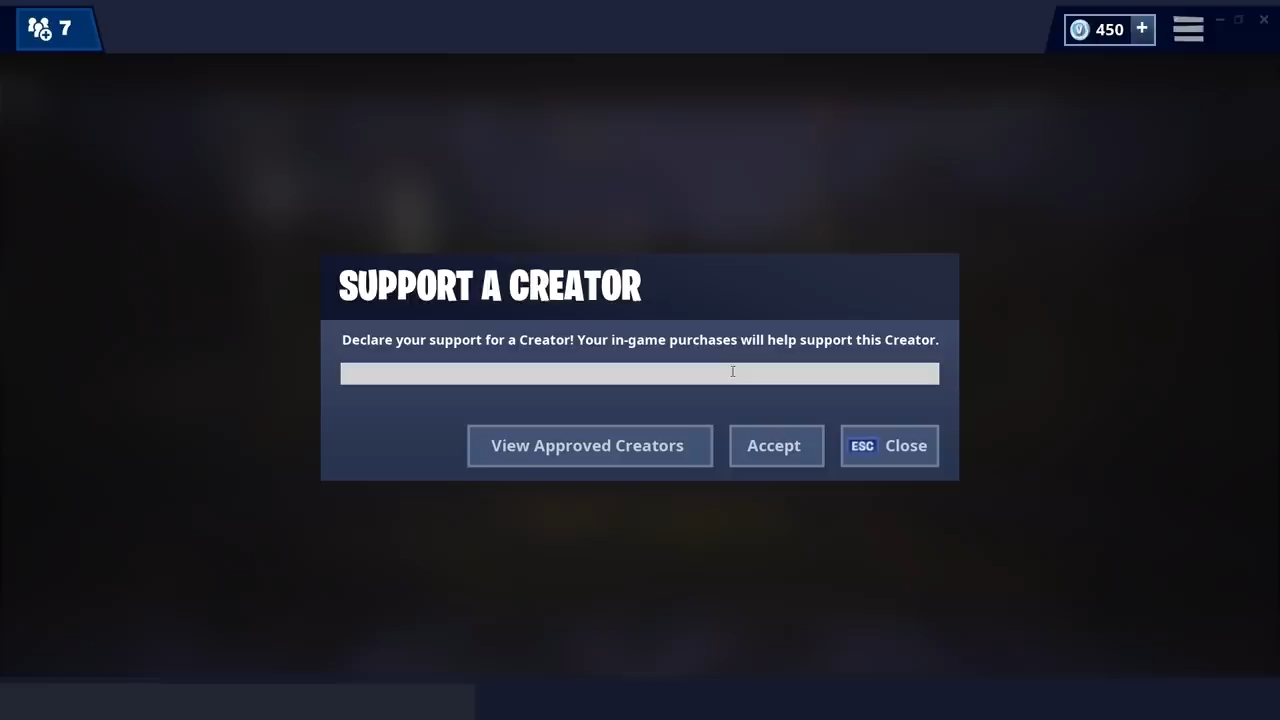 7
450 +
SUPPORT A CREATOR
Declare your support for a Creator! Your in-game purchases will help support this Creator.
View Approved Creators Accept ESC Close